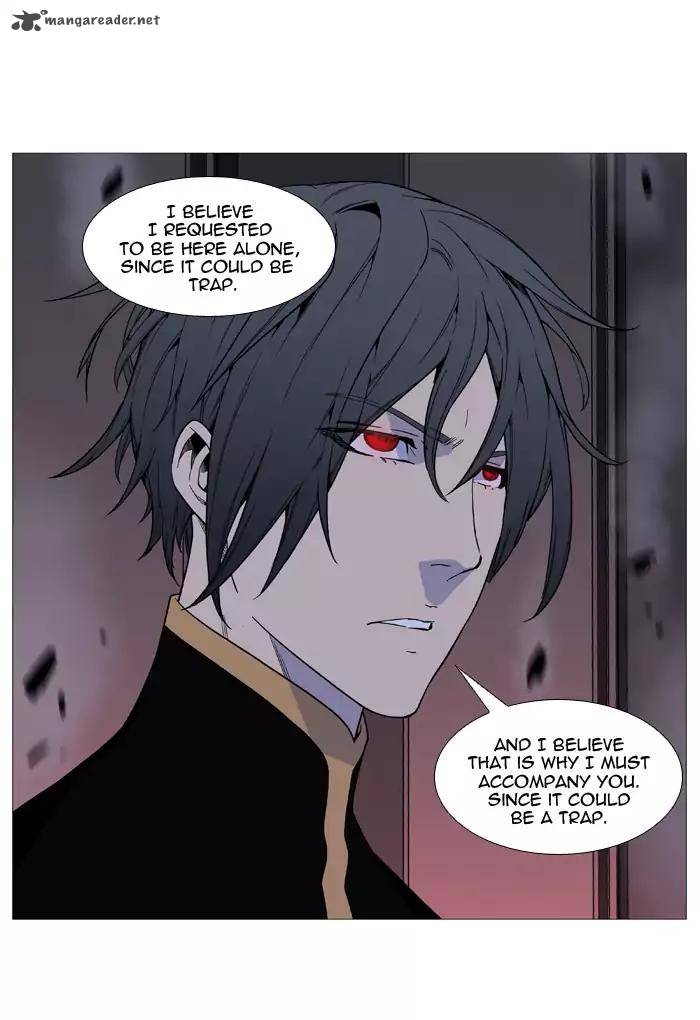 mangareader.net
I BELIEVE
I REQUESTED
TO BE HERE ALONE,
SINCE IT COULD BE
TRAP.
AND I BELIEVE
THAT IS WHY I MUST
ACCOMPANY YOU.
SINCE IT COULD
BE A TRAP.